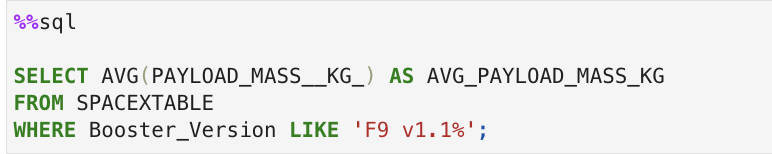 %%sql
SELECT AVG(PAYLOAD_MASS__KG_) AS AVG_PAYLOAD_MASS_KG
FROM SPACEXTABLE
WHERE Booster_Version LIKE 'F9 v1.1%';